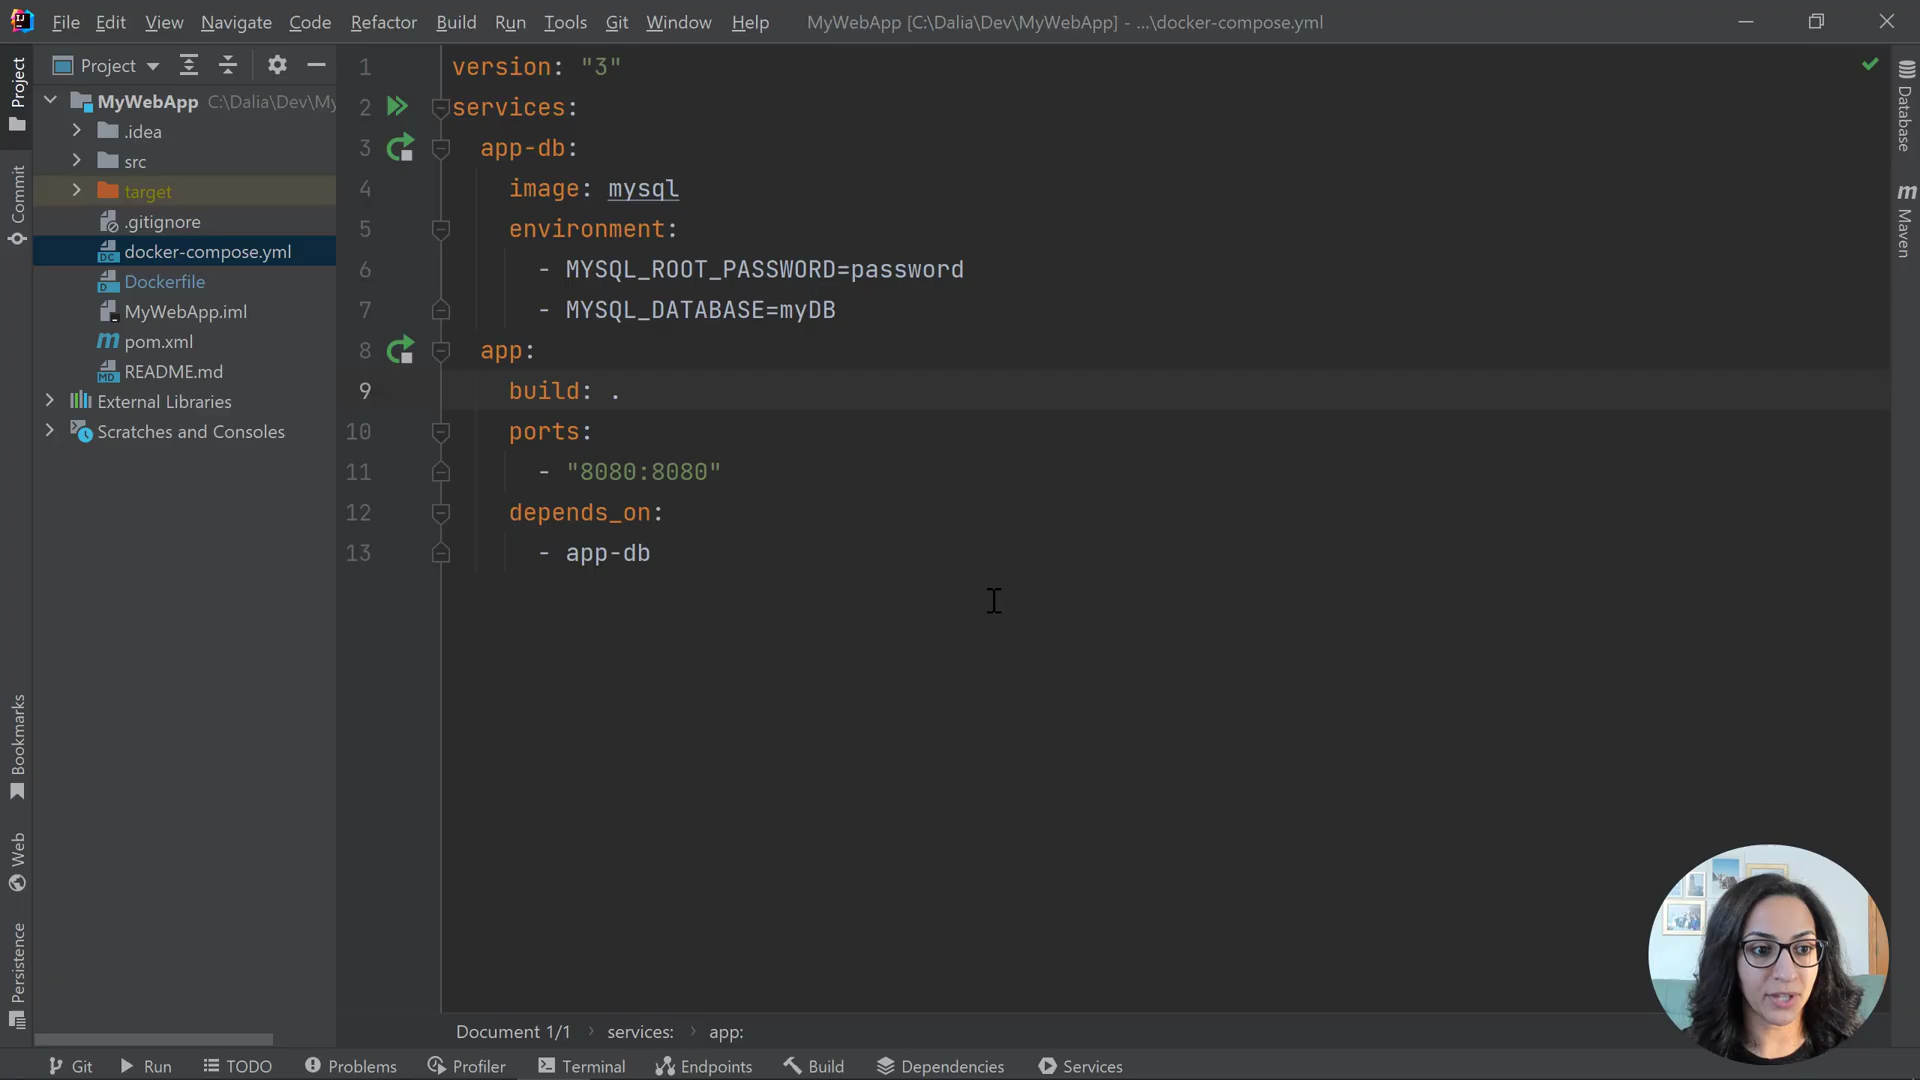 File Edit View Navigate Code Refactor Build Run Tools Git Window Help MyWebApp [C:\Dalia\Dev\MyWebApp] - ...\docker-compose.yml
Project
Commit
Bookmarks
Web
Persistence
Project
MyWebApp C:\Dalia\Dev\My
.idea
src
target
.gitignore
docker-compose.yml
Dockerfile
MyWebApp.iml
pom.xml
README.md
External Libraries
Scratches and Consoles
1 version: "3"
2 services:
3 app-db:
4 image: mysql
5 environment:
6 - MYSQL_ROOT_PASSWORD=password
7 - MYSQL_DATABASE=myDB
8 app:
9 build: .
10 ports:
11 - "8080:8080"
12 depends_on:
13 - app-db
Database
Maven
Document 1/1 › services: › app:
Git Run TODO Problems Profiler Terminal Endpoints Build Dependencies Services